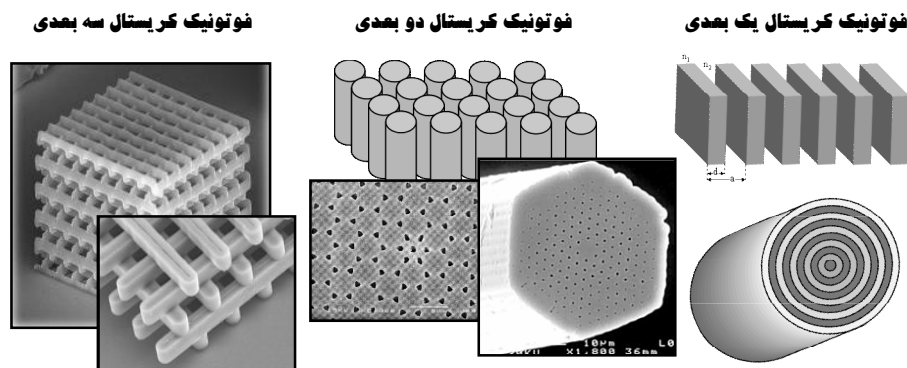 فوتونیک کریستال یک بعدی
فوتونیک کریستال دو بعدی
فوتونیک کریستال سه بعدی
n₁
n₂
d
a
10µm
X1,800 36mm
L0